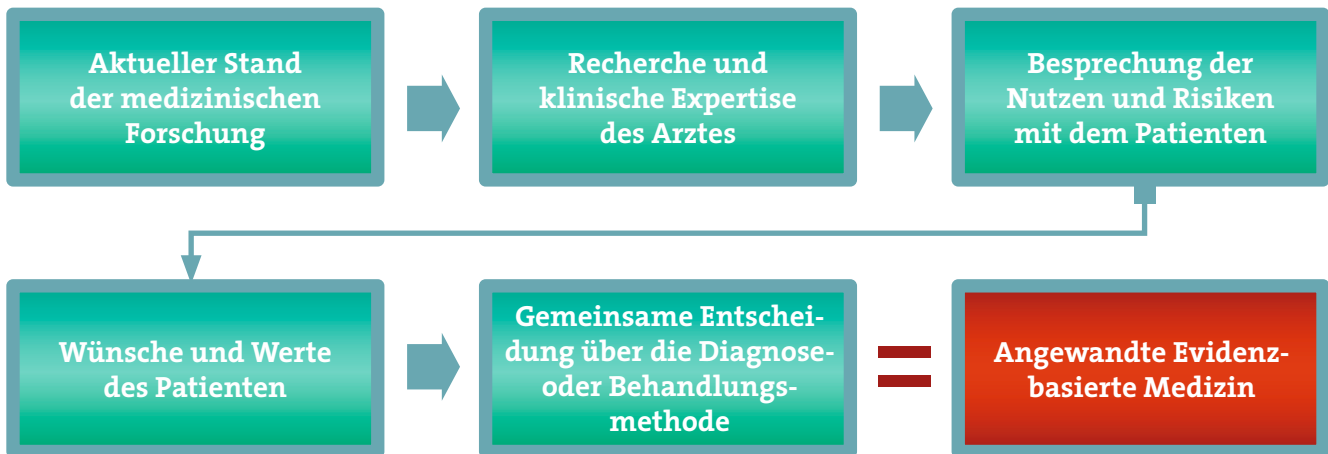 Aktueller Stand
der medizinischen
Forschung
Recherche und
klinische Expertise
des Arztes
Besprechung der
Nutzen und Risiken
mit dem Patienten
Wünsche und Werte
des Patienten
Gemeinsame Entschei-
dung über die Diagnose-
oder Behandlungs-
methode
=
Angewandte Evidenz-
basierte Medizin